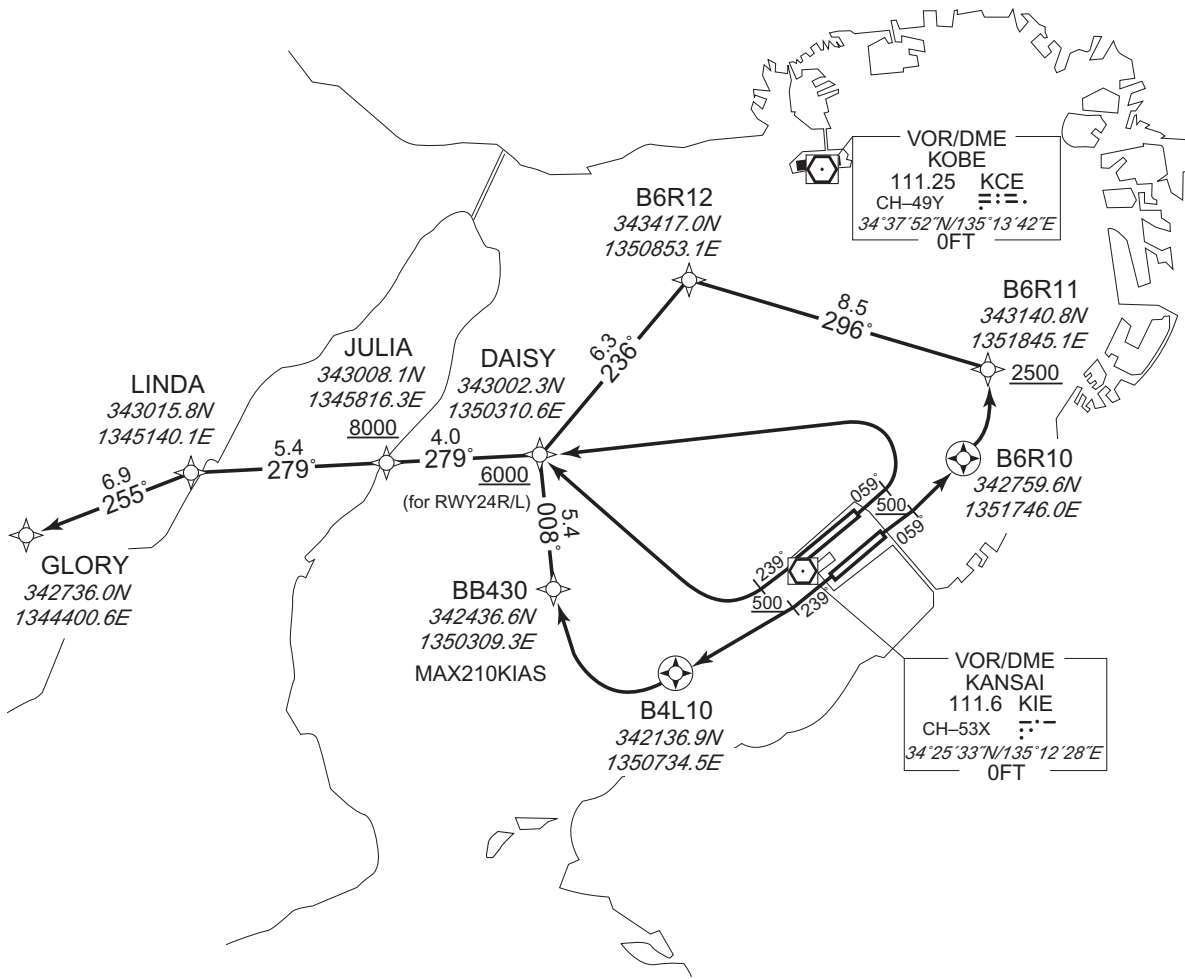 VOR/DME
KOBE
111.25 KCE
CH–49Y
34°37´52˝N/135°13´42˝E
0FT
B6R12
343417.0N
1350853.1E
8.5
296°
B6R11
343140.8N
1351845.1E
2500
6.3
236°
JULIA
343008.1N
1345816.3E
8000
DAISY
343002.3N
1350310.6E
6000
(for RWY24R/L)
LINDA
343015.8N
1345140.1E
5.4
279°
4.0
279°
6.9
255°
GLORY
342736.0N
1344400.6E
5.4
008°
059°
500
059°
B6R10
342759.6N
1351746.0E
239°
500
239°
BB430
342436.6N
1350309.3E
MAX210KIAS
B4L10
342136.9N
1350734.5E
VOR/DME
KANSAI
111.6 KIE
CH–53X
34°25´33˝N/135°12´28˝E
0FT